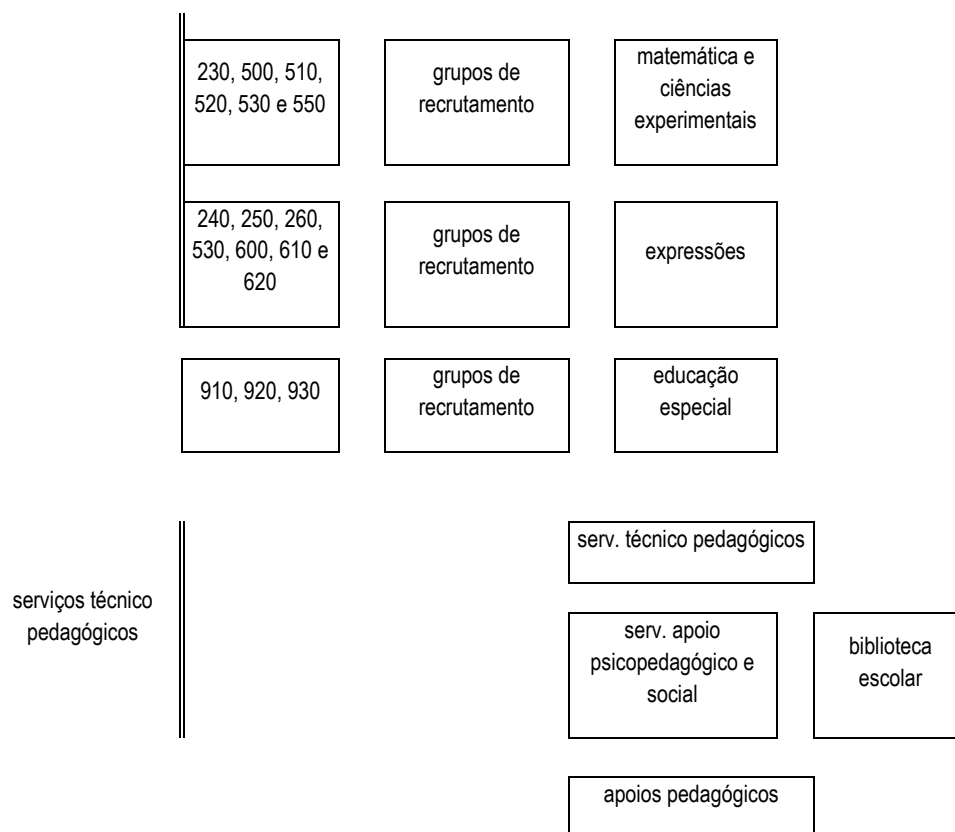 230, 500, 510,
520, 530 e 550
grupos de
recrutamento
matemática e
ciências
experimentais
240, 250, 260,
530, 600, 610 e
620
grupos de
recrutamento
expressões
910, 920, 930
grupos de
recrutamento
educação
especial
serviços técnico
pedagógicos
serv. técnico pedagógicos
serv. apoio
psicopedagógico e
social
biblioteca
escolar
apoios pedagógicos